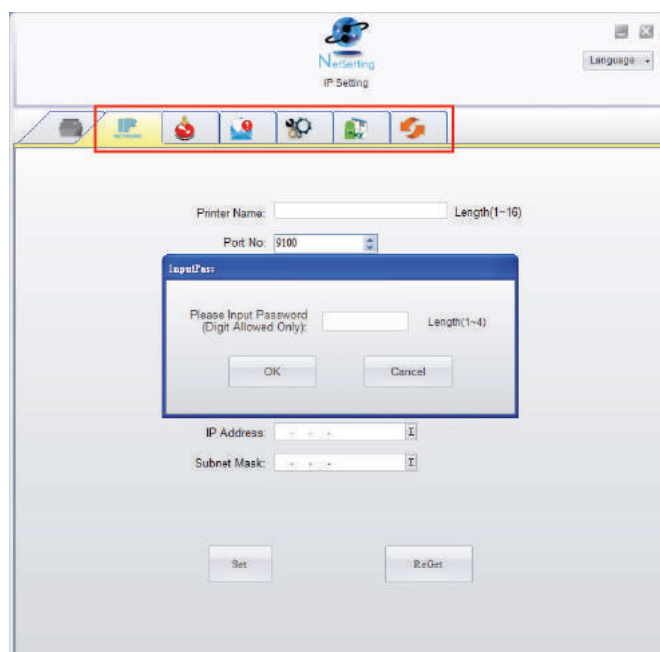 NetSetting
IP Setting
Language
IP
NETWORK
Printer Name:
Length(1~16)
Port No:
9100
InputPass
Please Input Password
(Digit Allowed Only):
Length(1~4)
OK
Cancel
IP Address:
Subnet Mask:
Set
ReGet